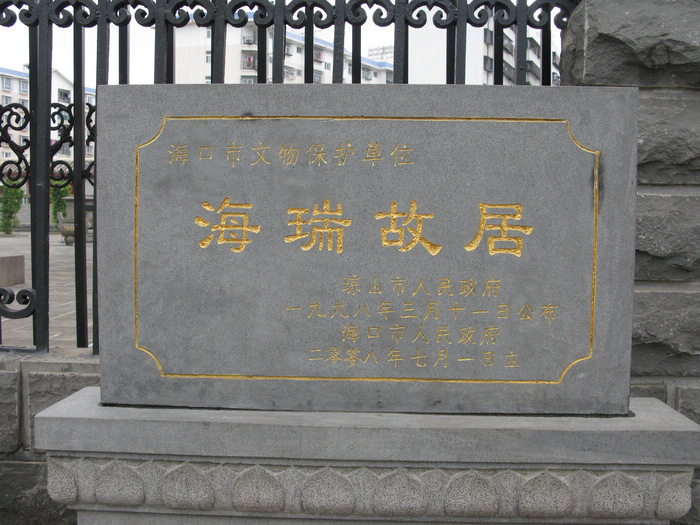 海口市文物保护单位
海瑞故居
琼山市人民政府
一九九八年三月十一日公布
海口市人民政府
二零零八年七月一日立